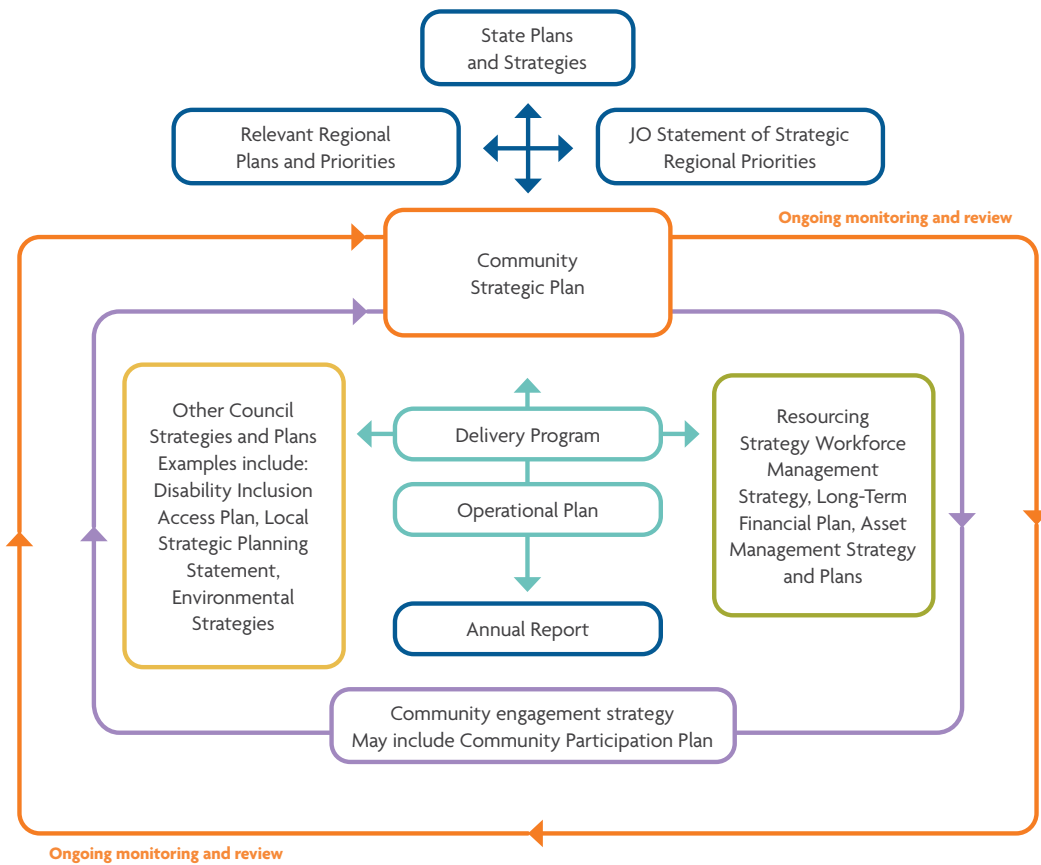 State Plans
and Strategies
Relevant Regional
Plans and Priorities
JO Statement of Strategic
Regional Priorities
Ongoing monitoring and review
Community
Strategic Plan
Other Council
Strategies and Plans
Examples include:
Disability Inclusion
Access Plan, Local
Strategic Planning
Statement,
Environmental
Strategies
Delivery Program
Operational Plan
Annual Report
Resourcing
Strategy Workforce
Management
Strategy, Long-Term
Financial Plan, Asset
Management Strategy
and Plans
Community engagement strategy
May include Community Participation Plan
Ongoing monitoring and review